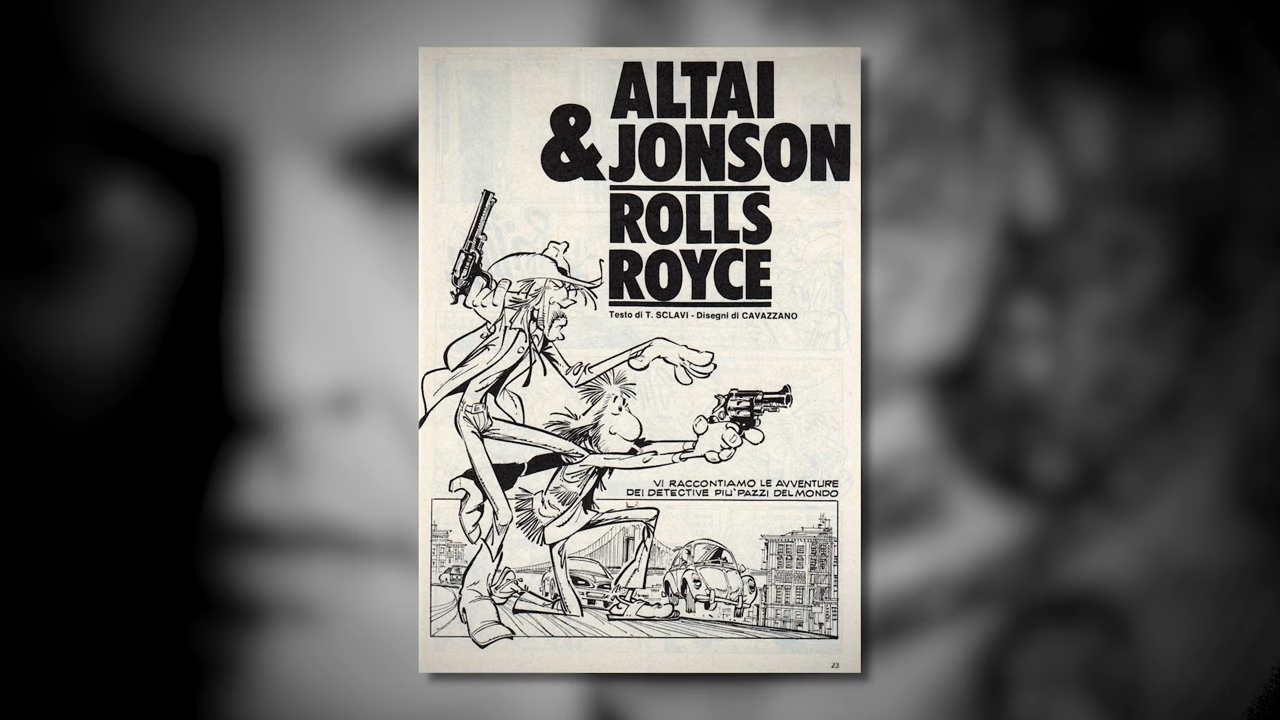 ALTAI
& JONSON
ROLLS
ROYCE
Testo di T. SCLAVI - Disegni di CAVAZZANO
VI RACCONTIAMO LE AVVENTURE
DEI DETECTIVE PIU' PAZZI DEL MONDO
23